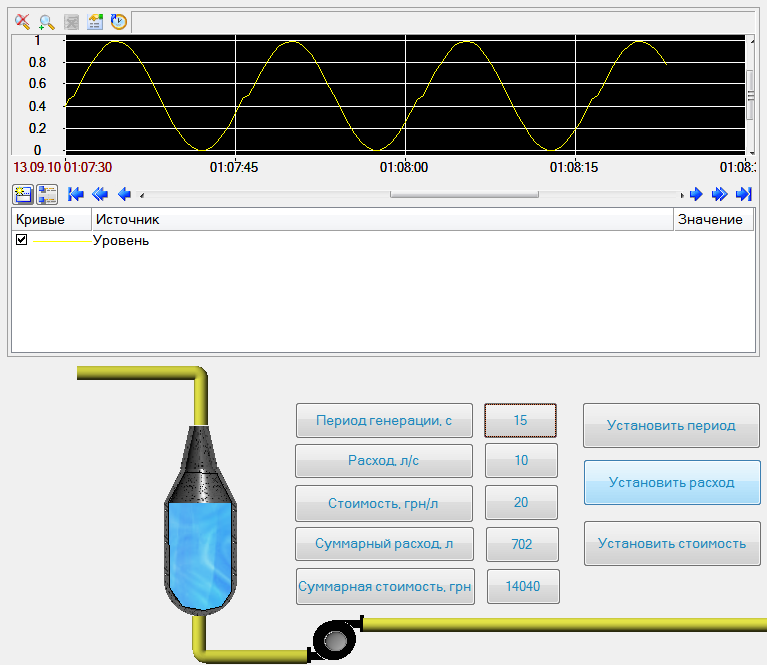 1
0.8
0.6
0.4
0.2
0
13.09.10 01:07:30 01:07:45 01:08:00 01:08:15 01:08:
Кривые Источник Значение
Уровень
Период генерации, с 15 Установить период
Расход, л/с 10 Установить расход
Стоимость, грн/л 20
Суммарный расход, л 702 Установить стоимость
Суммарная стоимость, грн 14040